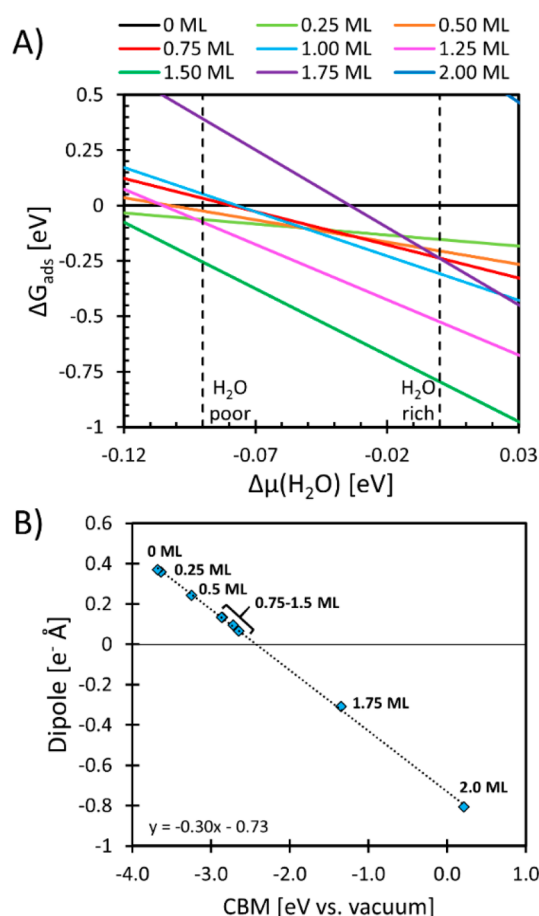 A)
0 ML 0.25 ML 0.50 ML
0.75 ML 1.00 ML 1.25 ML
1.50 ML 1.75 ML 2.00 ML
0.5
0.25
0
-0.25
-0.5
-0.75
-1
ΔG_ads [eV]
H₂O
poor
H₂O
rich
-0.12 -0.07 -0.02 0.03
Δμ(H₂O) [eV]
B)
0.6
0.4
0.2
0
-0.2
-0.4
-0.6
-0.8
-1
Dipole [e⁻ Å]
0 ML
0.25 ML
0.5 ML
0.75-1.5 ML
1.75 ML
2.0 ML
y = -0.30x - 0.73
-4.0 -3.0 -2.0 -1.0 0.0 1.0
CBM [eV vs. vacuum]